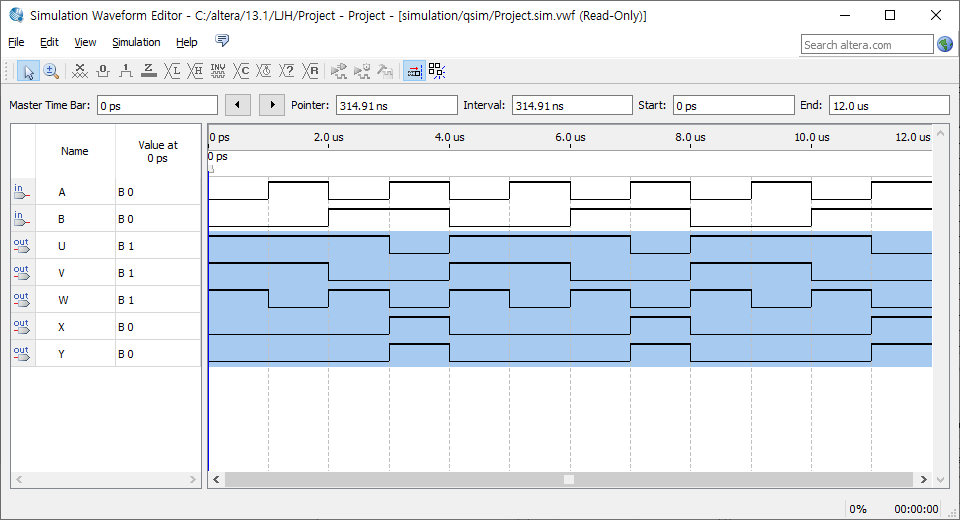 Simulation Waveform Editor - C:/altera/13.1/LJH/Project - Project - [simulation/qsim/Project.sim.vwf (Read-Only)]
File Edit View Simulation Help
Search altera.com
Master Time Bar: 0 ps Pointer: 314.91 ns Interval: 314.91 ns Start: 0 ps End: 12.0 us
Name Value at 0 ps
0 ps 2.0 us 4.0 us 6.0 us 8.0 us 10.0 us 12.0 us
0 ps
in A B 0
in B B 0
out U B 1
out V B 1
out W B 1
out X B 0
out Y B 0
0% 00:00:00